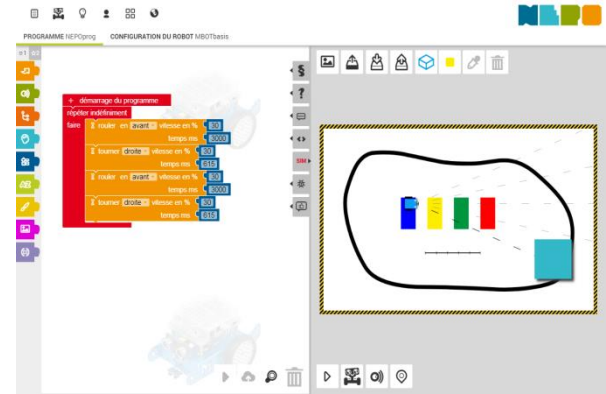 NEPO
PROGRAMME NEPOprog CONFIGURATION DU ROBOT MBOTbasis
+ démarrage du programme
répéter indéfiniment
faire rouler en avant vitesse en % 30
temps ms 3000
tourner droite vitesse en % 30
temps ms 615
rouler en avant vitesse en % 30
temps ms 3000
tourner droite vitesse en % 30
temps ms 615
SIM